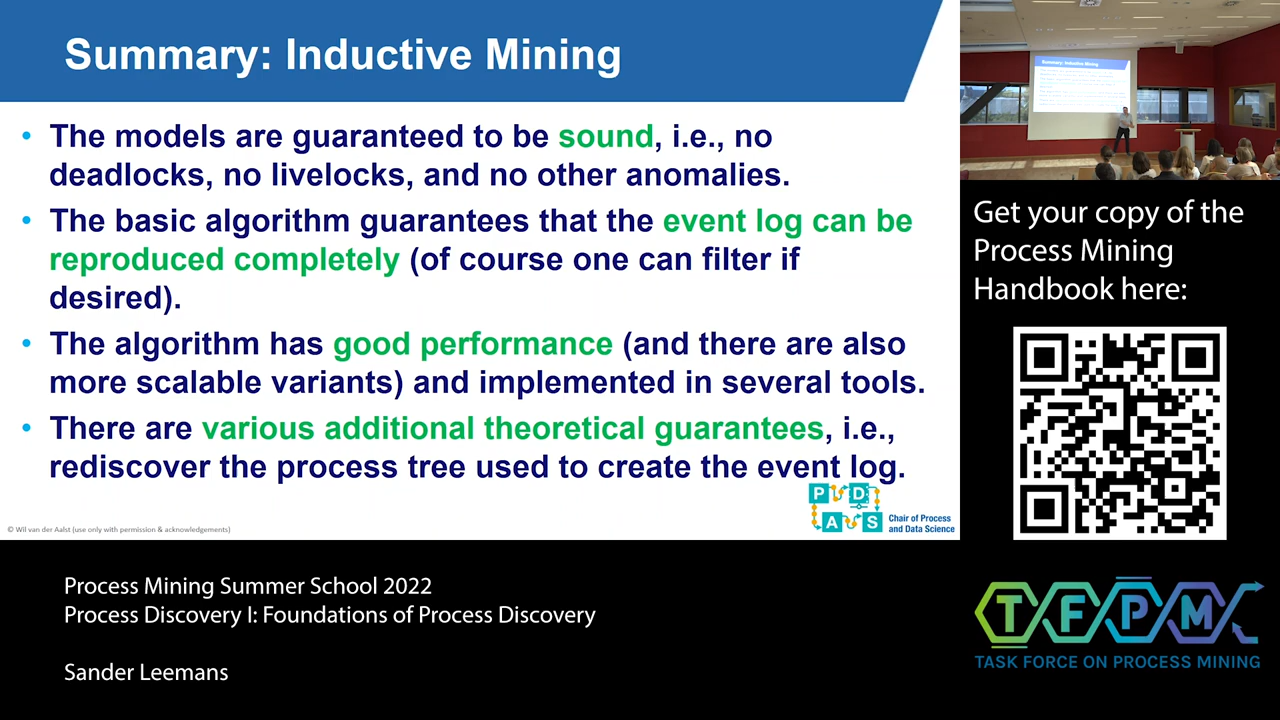 Summary: Inductive Mining
• The models are guaranteed to be sound, i.e., no
deadlocks, no livelocks, and no other anomalies.
• The basic algorithm guarantees that the event log can be
reproduced completely (of course one can filter if
desired).
• The algorithm has good performance (and there are also
more scalable variants) and implemented in several tools.
• There are various additional theoretical guarantees, i.e.,
rediscover the process tree used to create the event log.
© Wil van der Aalst (use only with permission & acknowledgements)
P D
A S
Chair of Process
and Data Science
Summary: Inductive Mining
Get your copy of the
Process Mining
Handbook here:
Process Mining Summer School 2022
Process Discovery I: Foundations of Process Discovery
Sander Leemans
TFPM
TASK FORCE ON PROCESS MINING